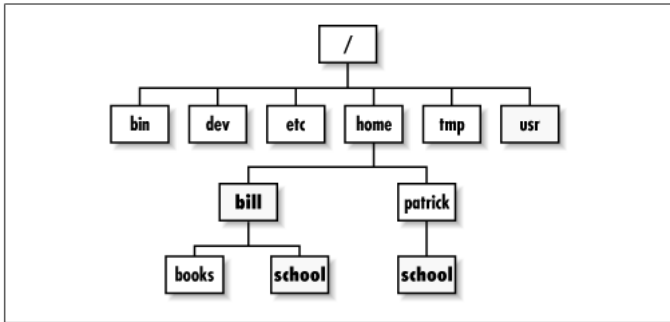 /
bin dev etc home tmp usr
bill patrick
books school school